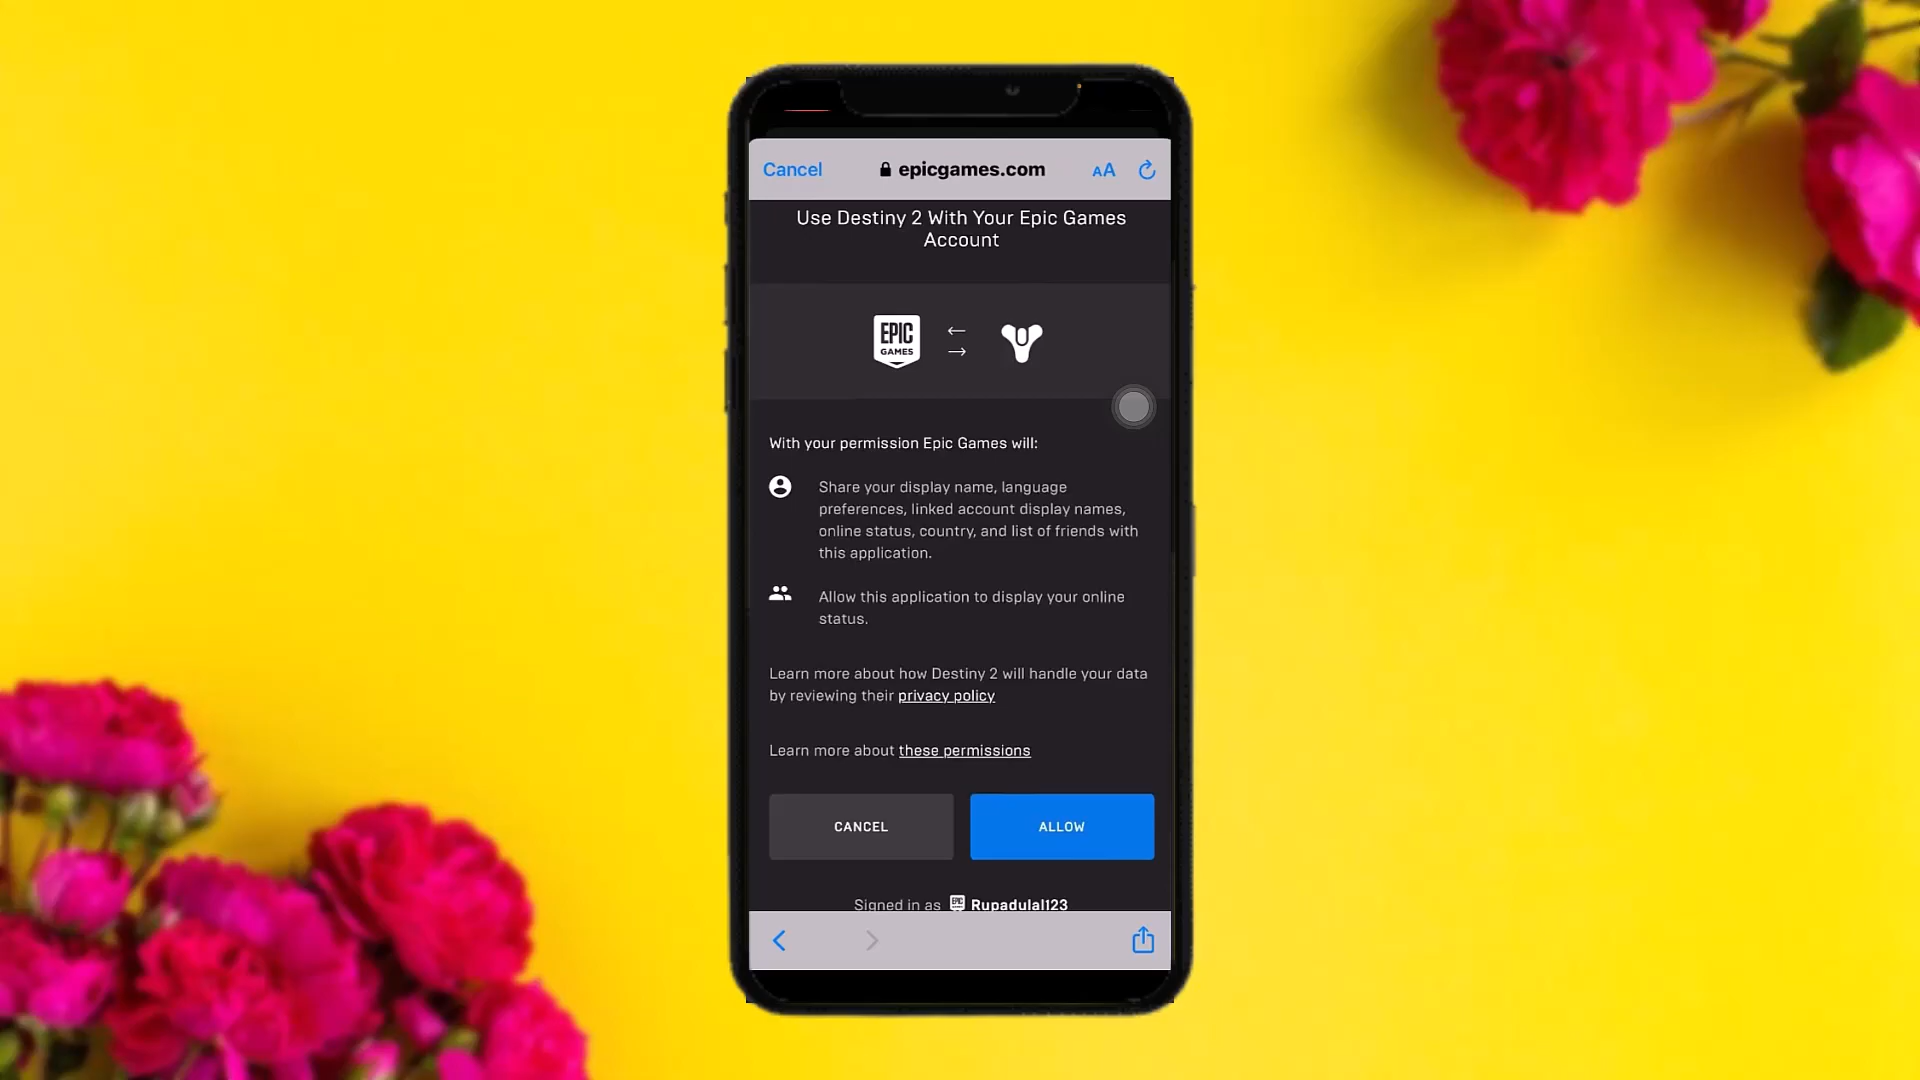 Cancel
epicgames.com
AA
Use Destiny 2 With Your Epic Games
Account
EPIC
GAMES
With your permission Epic Games will:
Share your display name, language
preferences, linked account display names,
online status, country, and list of friends with
this application.
Allow this application to display your online
status.
Learn more about how Destiny 2 will handle your data
by reviewing their privacy policy
Learn more about these permissions
CANCEL
ALLOW
Signed in as EPIC Rupadulal123